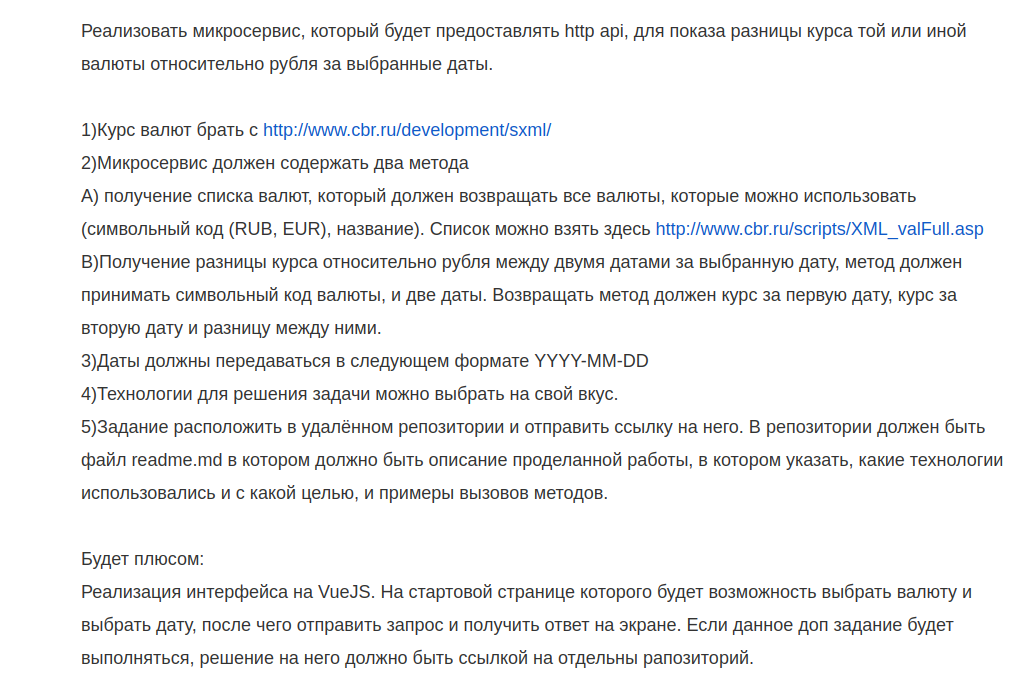 Реализовать микросервис, который будет предоставлять http api, для показа разницы курса той или иной
валюты относительно рубля за выбранные даты.
1)Курс валют брать с http://www.cbr.ru/development/sxml/
2)Микросервис должен содержать два метода
А) получение списка валют, который должен возвращать все валюты, которые можно использовать
(символьный код (RUB, EUR), название). Список можно взять здесь http://www.cbr.ru/scripts/XML_valFull.asp
В)Получение разницы курса относительно рубля между двумя датами за выбранную дату, метод должен
принимать символьный код валюты, и две даты. Возвращать метод должен курс за первую дату, курс за
вторую дату и разницу между ними.
3)Даты должны передаваться в следующем формате YYYY-MM-DD
4)Технологии для решения задачи можно выбрать на свой вкус.
5)Задание расположить в удалённом репозитории и отправить ссылку на него. В репозитории должен быть
файл readme.md в котором должно быть описание проделанной работы, в котором указать, какие технологии
использовались и с какой целью, и примеры вызовов методов.
Будет плюсом:
Реализация интерфейса на VueJS. На стартовой странице которого будет возможность выбрать валюту и
выбрать дату, после чего отправить запрос и получить ответ на экране. Если данное доп задание будет
выполняться, решение на него должно быть ссылкой на отдельны рапозиторий.